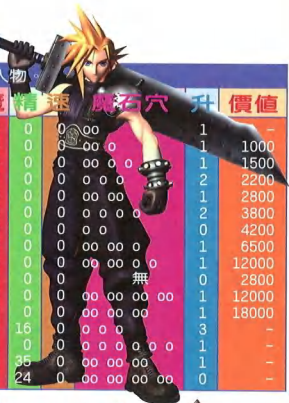 人物。
精 速 魔石穴 升 價值
0 0 oo 1 -
0 0 oo o 1 1000
0 0 oo o o 1 1500
0 0 o o o 2 2200
0 0 oo oo 1 2800
0 0 o o o o 2 3800
0 0 0 4200
0 0 oo oo o 1 6500
0 0 oo oo o o 1 12000
0 0 無 0 2800
0 0 oo oo oo oo 1 12000
0 0 oo oo oo 1 18000
16 0 o o o 3 -
0 0 o o o o o o 1 -
35 0 oo oo oo 1 -
24 0 oo oo oo oo 0 -